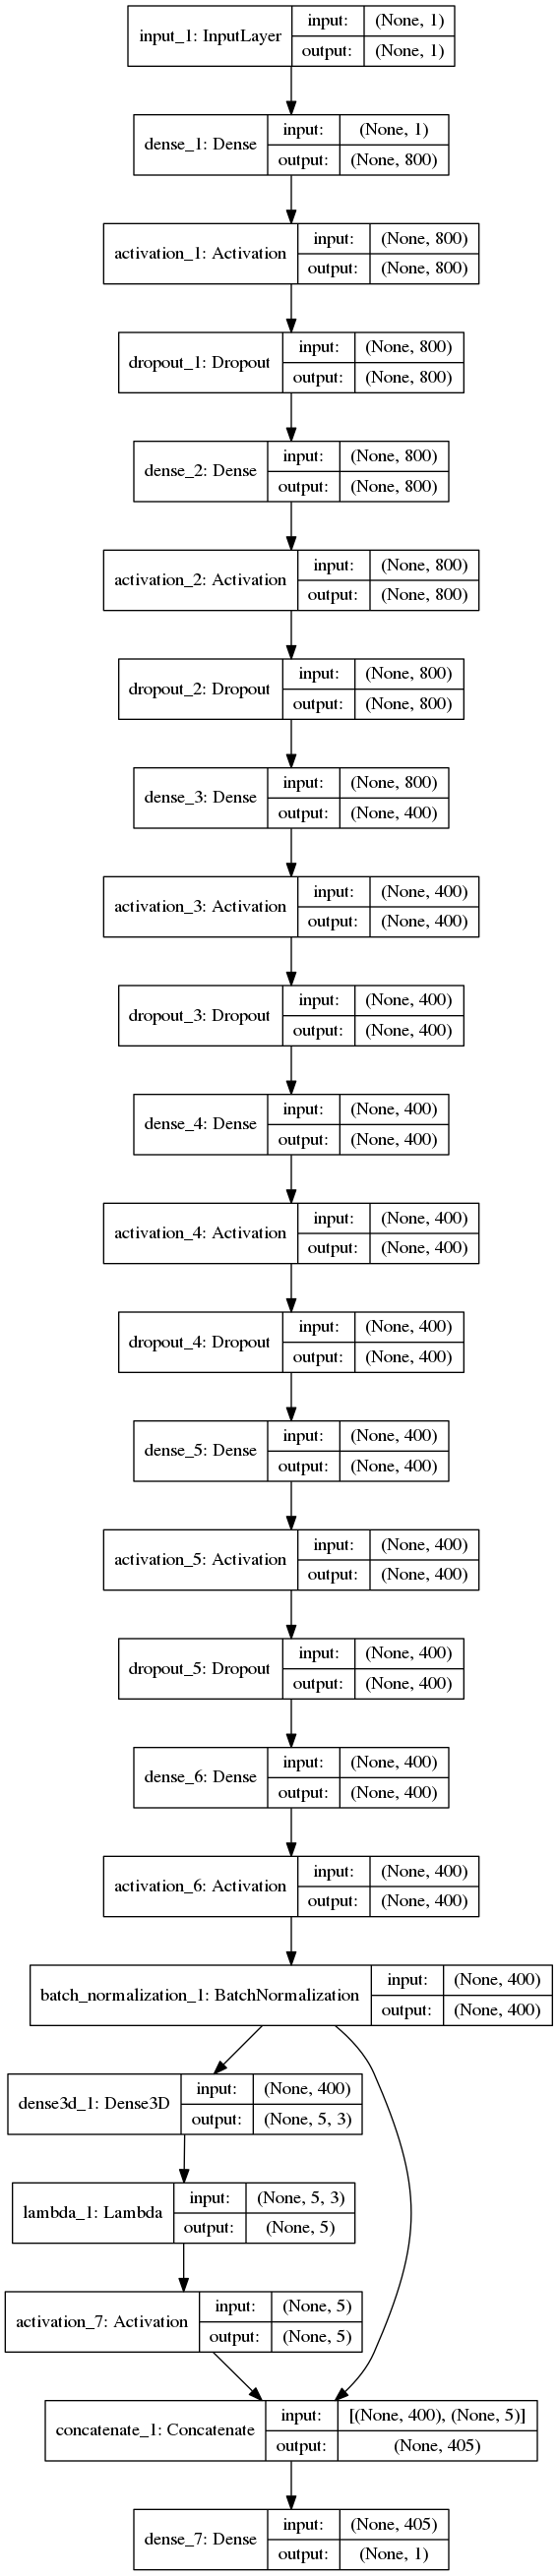 input_1: InputLayer
input: (None, 1)
output: (None, 1)
dense_1: Dense
input: (None, 1)
output: (None, 800)
activation_1: Activation
input: (None, 800)
output: (None, 800)
dropout_1: Dropout
input: (None, 800)
output: (None, 800)
dense_2: Dense
input: (None, 800)
output: (None, 800)
activation_2: Activation
input: (None, 800)
output: (None, 800)
dropout_2: Dropout
input: (None, 800)
output: (None, 800)
dense_3: Dense
input: (None, 800)
output: (None, 400)
activation_3: Activation
input: (None, 400)
output: (None, 400)
dropout_3: Dropout
input: (None, 400)
output: (None, 400)
dense_4: Dense
input: (None, 400)
output: (None, 400)
activation_4: Activation
input: (None, 400)
output: (None, 400)
dropout_4: Dropout
input: (None, 400)
output: (None, 400)
dense_5: Dense
input: (None, 400)
output: (None, 400)
activation_5: Activation
input: (None, 400)
output: (None, 400)
dropout_5: Dropout
input: (None, 400)
output: (None, 400)
dense_6: Dense
input: (None, 400)
output: (None, 400)
activation_6: Activation
input: (None, 400)
output: (None, 400)
batch_normalization_1: BatchNormalization
input: (None, 400)
output: (None, 400)
dense3d_1: Dense3D
input: (None, 400)
output: (None, 5, 3)
lambda_1: Lambda
input: (None, 5, 3)
output: (None, 5)
activation_7: Activation
input: (None, 5)
output: (None, 5)
concatenate_1: Concatenate
input: [(None, 400), (None, 5)]
output: (None, 405)
dense_7: Dense
input: (None, 405)
output: (None, 1)